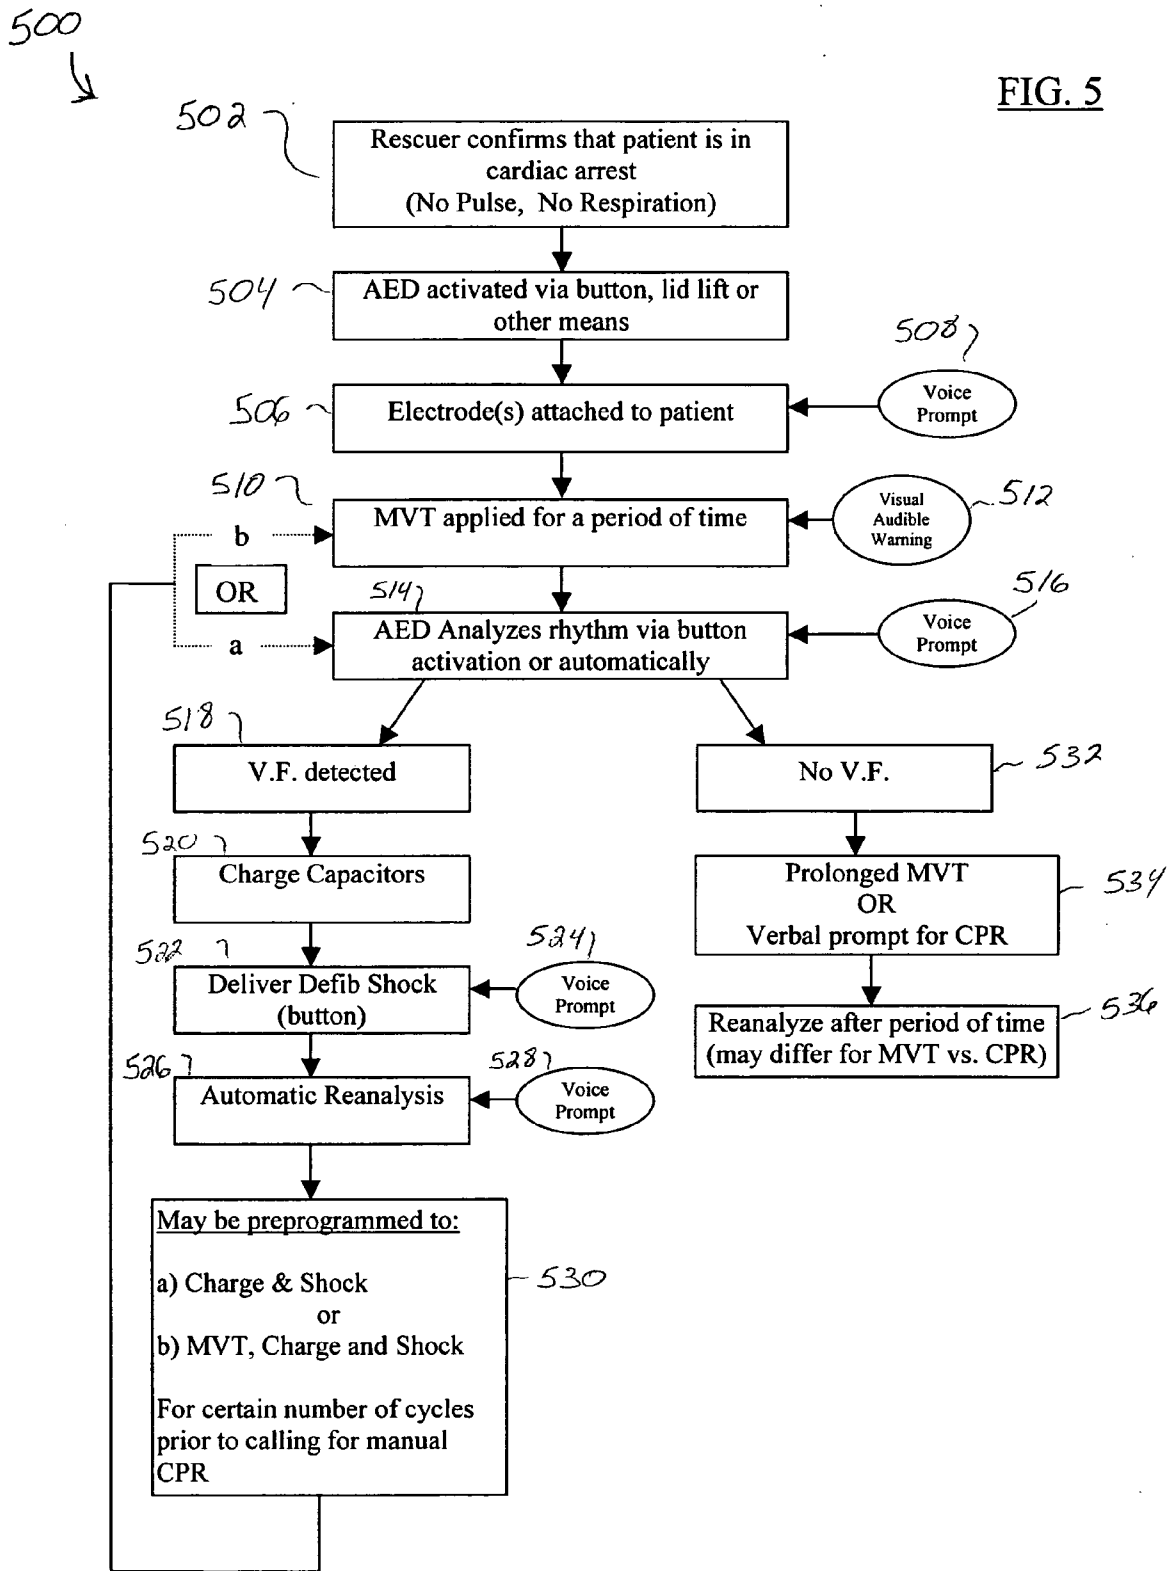 500
FIG. 5
502
Rescuer confirms that patient is in
cardiac arrest
(No Pulse, No Respiration)
504
AED activated via button, lid lift or
other means
508
506
Electrode(s) attached to patient
Voice
Prompt
510
MVT applied for a period of time
Visual
Audible
Warning
512
b
OR
a
514
AED Analyzes rhythm via button
activation or automatically
Voice
Prompt
516
518
V.F. detected
No V.F.
532
520
Charge Capacitors
Prolonged MVT
OR
Verbal prompt for CPR
534
522
Deliver Defib Shock
(button)
524
Voice
Prompt
Reanalyze after period of time
(may differ for MVT vs. CPR)
536
526
Automatic Reanalysis
528
Voice
Prompt
May be preprogrammed to:
a) Charge & Shock
or
b) MVT, Charge and Shock
For certain number of cycles
prior to calling for manual
CPR
530